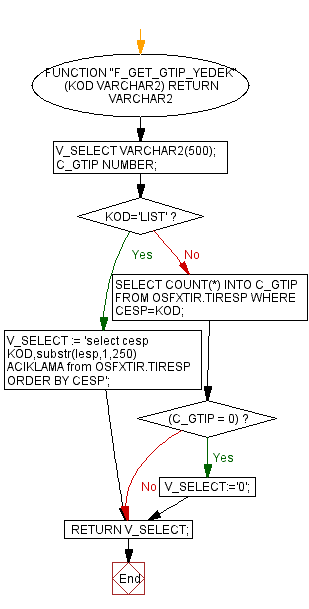 FUNCTION "F_GET_GTIP_YEDEK"
(KOD VARCHAR2) RETURN
VARCHAR2
V_SELECT VARCHAR2(500);
C_GTIP NUMBER;
KOD='LIST' ?
Yes
No
SELECT COUNT(*) INTO C_GTIP
FROM OSFXTIR.TIRESP WHERE
CESP=KOD;
V_SELECT := 'select cesp
KOD,substr(lesp,1,250)
ACIKLAMA from OSFXTIR.TIRESP
ORDER BY CESP';
(C_GTIP = 0) ?
Yes
No
V_SELECT:='0';
RETURN V_SELECT;
End